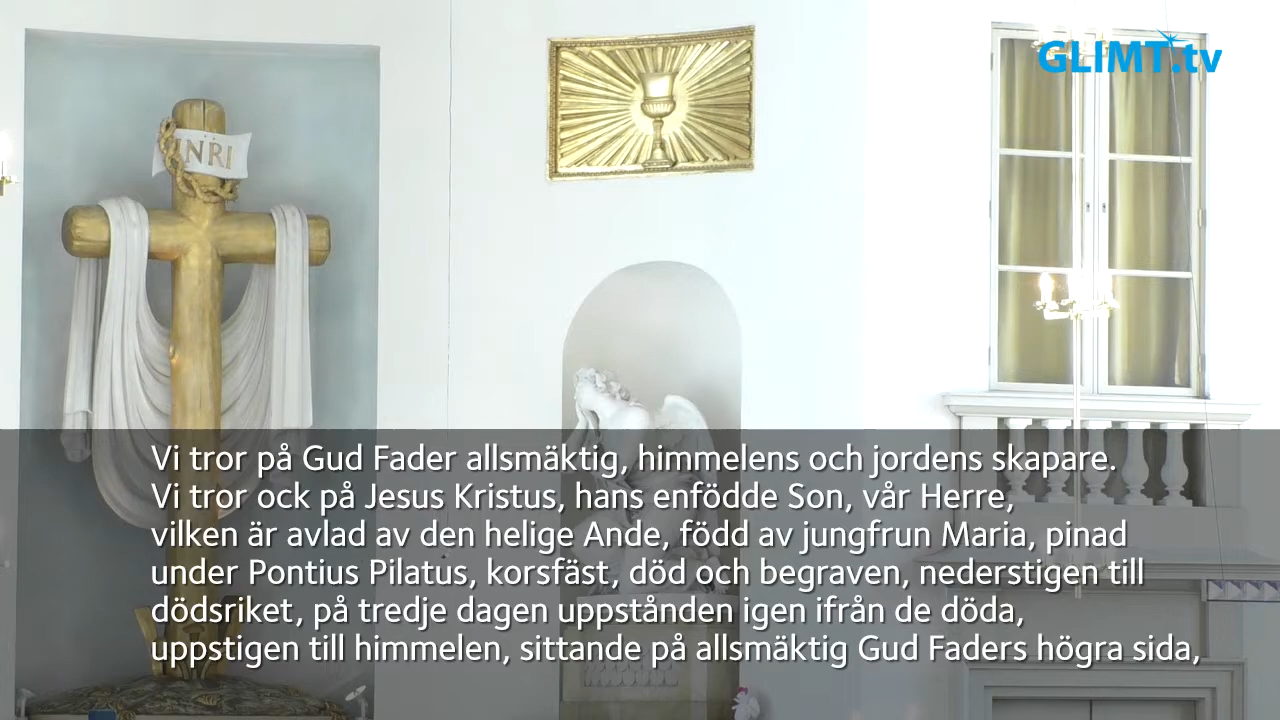 GLIMT.tv
INRI
Vi tror på Gud Fader allsmäktig, himmelens och jordens skapare.
Vi tror ock på Jesus Kristus, hans enfödde Son, vår Herre,
vilken är avlad av den helige Ande, född av jungfrun Maria, pinad
under Pontius Pilatus, korsfäst, död och begraven, nederstigen till
dödsriket, på tredje dagen uppstånden igen ifrån de döda,
uppstigen till himmelen, sittande på allsmäktig Gud Faders högra sida,